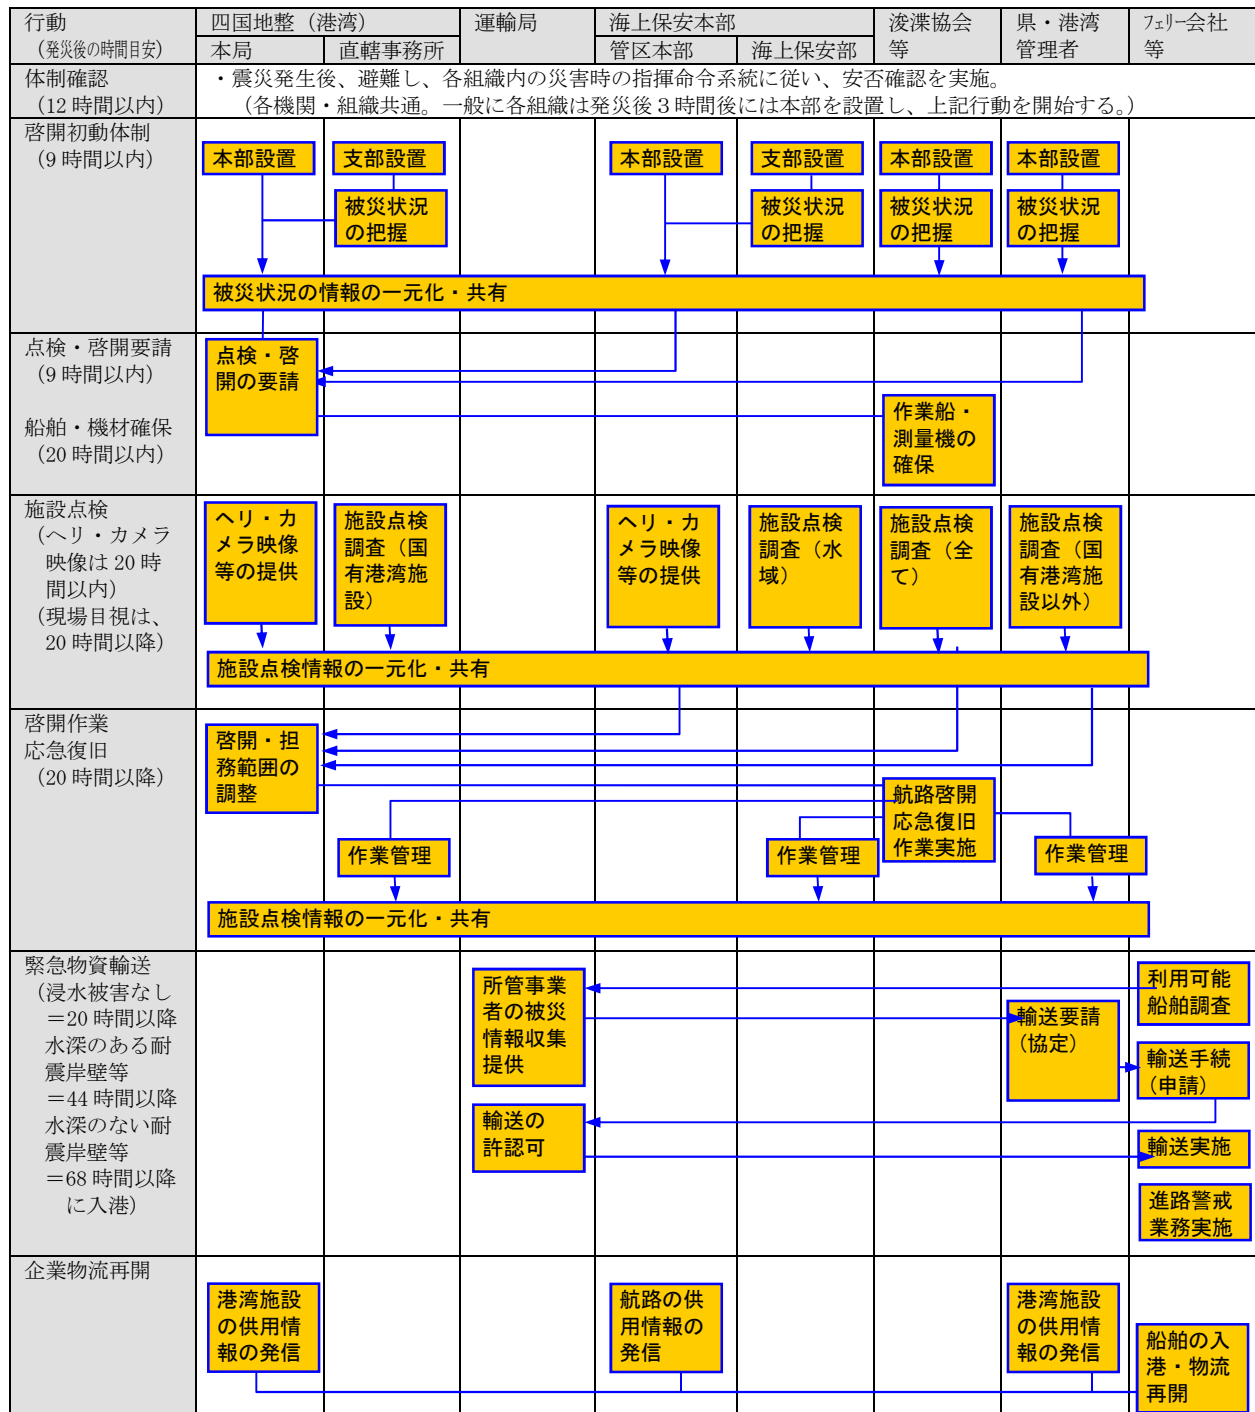 行動
(発災後の時間目安)
四国地整（港湾）
運輸局
海上保安本部
浚渫協会
等
県・港湾
管理者
フェリー会社
等
本局
直轄事務所
管区本部
海上保安部
体制確認
（12 時間以内）
・震災発生後、避難し、各組織内の災害時の指揮命令系統に従い、安否確認を実施。
（各機関・組織共通。一般に各組織は発災後３時間後には本部を設置し、上記行動を開始する。）
啓開初動体制
（9 時間以内）
本部設置
支部設置
本部設置
支部設置
本部設置
本部設置
被災状況
の把握
被災状況
の把握
被災状況
の把握
被災状況
の把握
被災状況の情報の一元化・共有
点検・啓開要請
（9 時間以内）
船舶・機材確保
（20 時間以内）
点検・啓
開の要請
作業船・
測量機の
確保
施設点検
（ヘリ・カメラ
映像は 20 時
間以内）
（現場目視は、
20 時間以降）
ヘリ・カ
メラ映像
等の提供
施設点検
調査（国
有港湾施
設）
ヘリ・カ
メラ映像
等の提供
施設点検
調査（水
域）
施設点検
調査（全
て）
施設点検
調査（国
有港湾施
設以外）
施設点検情報の一元化・共有
啓開作業
応急復旧
（20 時間以降）
啓開・担
務範囲の
調整
航路啓開
応急復旧
作業実施
作業管理
作業管理
作業管理
施設点検情報の一元化・共有
緊急物資輸送
（浸水被害なし
＝20 時間以降
水深のある耐
震岸壁等
＝44 時間以降
水深のない耐
震岸壁等
＝68 時間以降
に入港）
所管事業
者の被災
情報収集
提供
利用可能
船舶調査
輸送要請
（協定）
輸送手続
（申請）
輸送の
許認可
輸送実施
進路警戒
業務実施
企業物流再開
港湾施設
の供用情
報の発信
航路の供
用情報の
発信
港湾施設
の供用情
報の発信
船舶の入
港・物流
再開